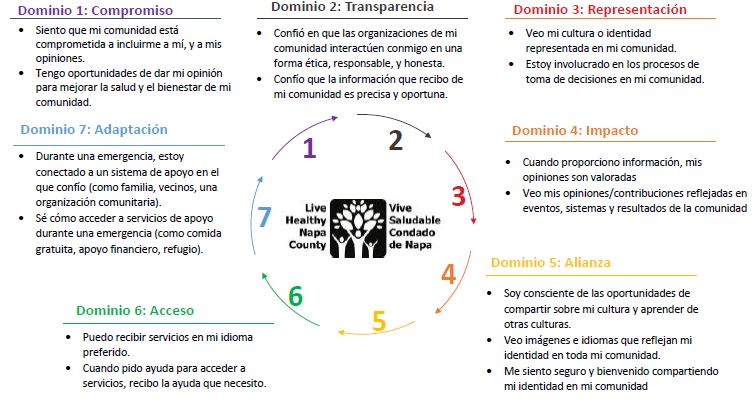 Dominio 1: Compromiso
• Siento que mi comunidad está
comprometida a incluirme a mí, y a mis
opiniones.
• Tengo oportunidades de dar mi opinión
para mejorar la salud y el bienestar de mi
comunidad.
Dominio 2: Transparencia
• Confió en que las organizaciones de mi
comunidad interactúen conmigo en una
forma ética, responsable, y honesta.
• Confío que la información que recibo de
mi comunidad es precisa y oportuna.
Dominio 3: Representación
• Veo mi cultura o identidad
representada en mi comunidad.
• Estoy involucrado en los procesos de
toma de decisiones en mi comunidad.
Dominio 4: Impacto
• Cuando proporciono información, mis
opiniones son valoradas
• Veo mis opiniones/contribuciones reflejadas en
eventos, sistemas y resultados de la comunidad
Dominio 5: Alianza
• Soy consciente de las oportunidades de
compartir sobre mi cultura y aprender de
otras culturas.
• Veo imágenes e idiomas que reflejan mi
identidad en toda mi comunidad.
• Me siento seguro y bienvenido compartiendo
mi identidad en mi comunidad
Dominio 6: Acceso
• Puedo recibir servicios en mi idioma
preferido.
• Cuando pido ayuda para acceder a
servicios, recibo la ayuda que necesito.
Dominio 7: Adaptación
• Durante una emergencia, estoy
conectado a un sistema de apoyo en el
que confío (como familia, vecinos, una
organización comunitaria).
• Sé cómo acceder a servicios de apoyo
durante una emergencia (como comida
gratuita, apoyo financiero, refugio).
1
2
3
4
5
6
7
Live
Healthy
Napa
County
Vive
Saludable
Condado
de Napa